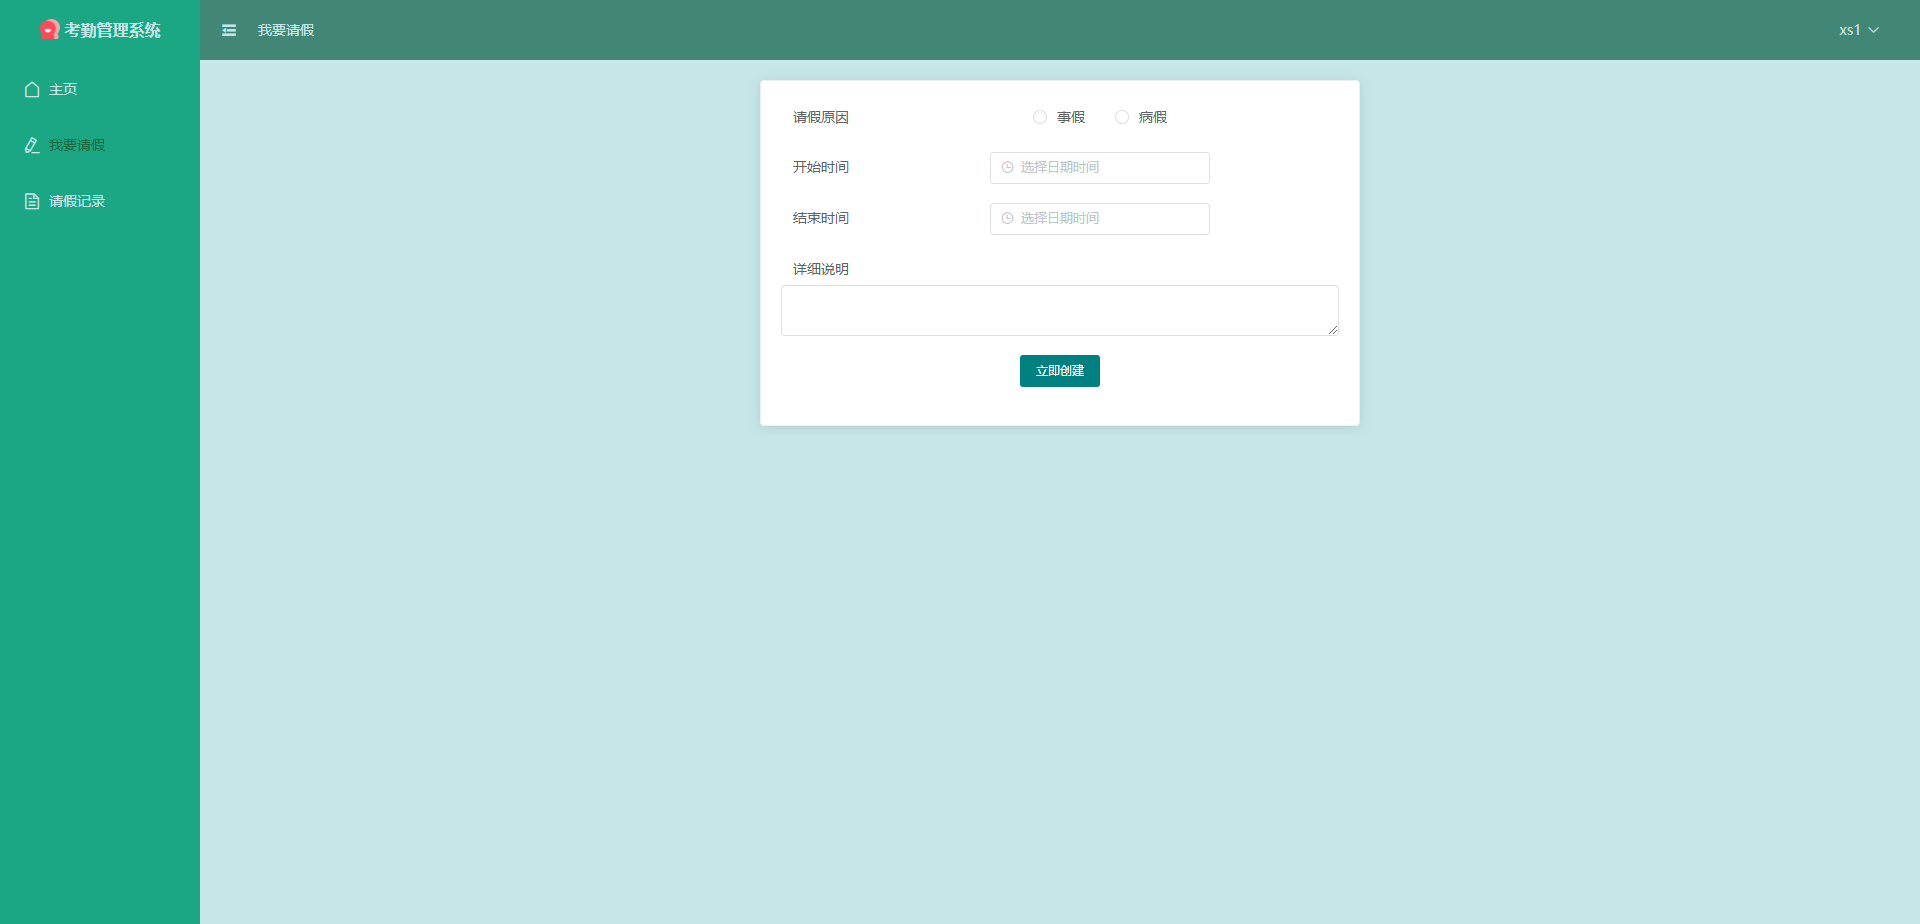 考勤管理系统
我要请假
xs1
主页
我要请假
请假记录
请假原因
事假
病假
开始时间
选择日期时间
结束时间
选择日期时间
详细说明
立即创建